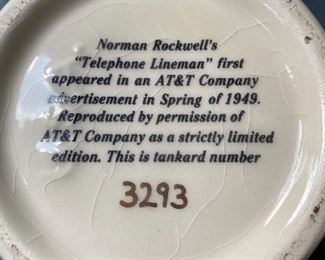 Norman Rockwell's
"Telephone Lineman" first
appeared in an AT&T Company
advertisement in Spring of 1949.
Reproduced by permission of
AT&T Company as a strictly limited
edition. This is tankard number
3293